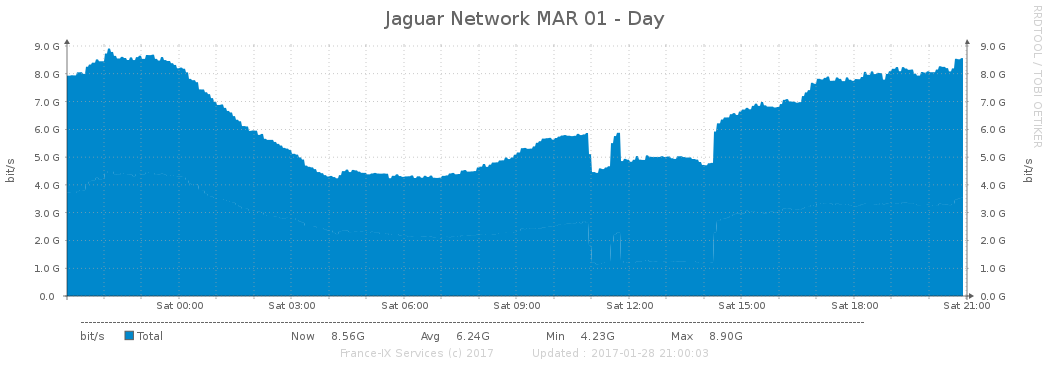 Jaguar Network MAR 01 - Day
RRDTOOL / TOBI OETIKER
bit/s
9.0 G
8.0 G
7.0 G
6.0 G
5.0 G
4.0 G
3.0 G
2.0 G
1.0 G
0.0
9.0 G
8.0 G
7.0 G
6.0 G
5.0 G
4.0 G
3.0 G
2.0 G
1.0 G
0.0 G
bit/s
Sat 00:00 Sat 03:00 Sat 06:00 Sat 09:00 Sat 12:00 Sat 15:00 Sat 18:00 Sat 21:00
bit/s Total Now 8.56G Avg 6.24G Min 4.23G Max 8.90G
France-IX Services (c) 2017 Updated : 2017-01-28 21:00:03